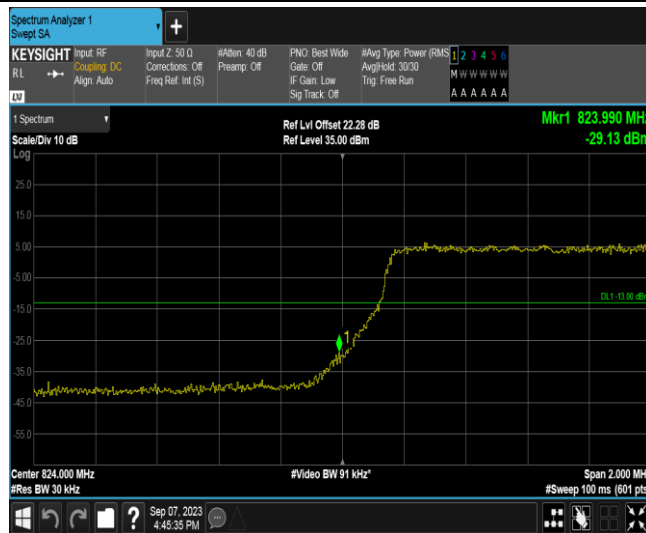 Spectrum Analyzer 1
Swept SA
+
KEYSIGHT
RL
LXI
Input: RF
Coupling: DC
Align: Auto
Input Z: 50 Ω
Corrections: Off
Freq Ref: Int (S)
#Atten: 40 dB
Preamp: Off
PNO: Best Wide
Gate: Off
IF Gain: Low
Sig Track: Off
#Avg Type: Power (RMS
Avg|Hold: 30/30
Trig: Free Run
1 2 3 4 5 6
M W W W W W
A A A A A A
1 Spectrum
Scale/Div 10 dB
Log
Ref Lvl Offset 22.28 dB
Ref Level 35.00 dBm
Mkr1 823.990 MHz
-29.13 dBm
25.0
15.0
5.00
-5.00
DL1 -13.00 dBm
-15.0
1
-25.0
-35.0
-45.0
-55.0
Center 824.000 MHz
#Res BW 30 kHz
#Video BW 91 kHz*
Span 2.000 MH
#Sweep 100 ms (601 pts
?
Sep 07, 2023
4:45:35 PM